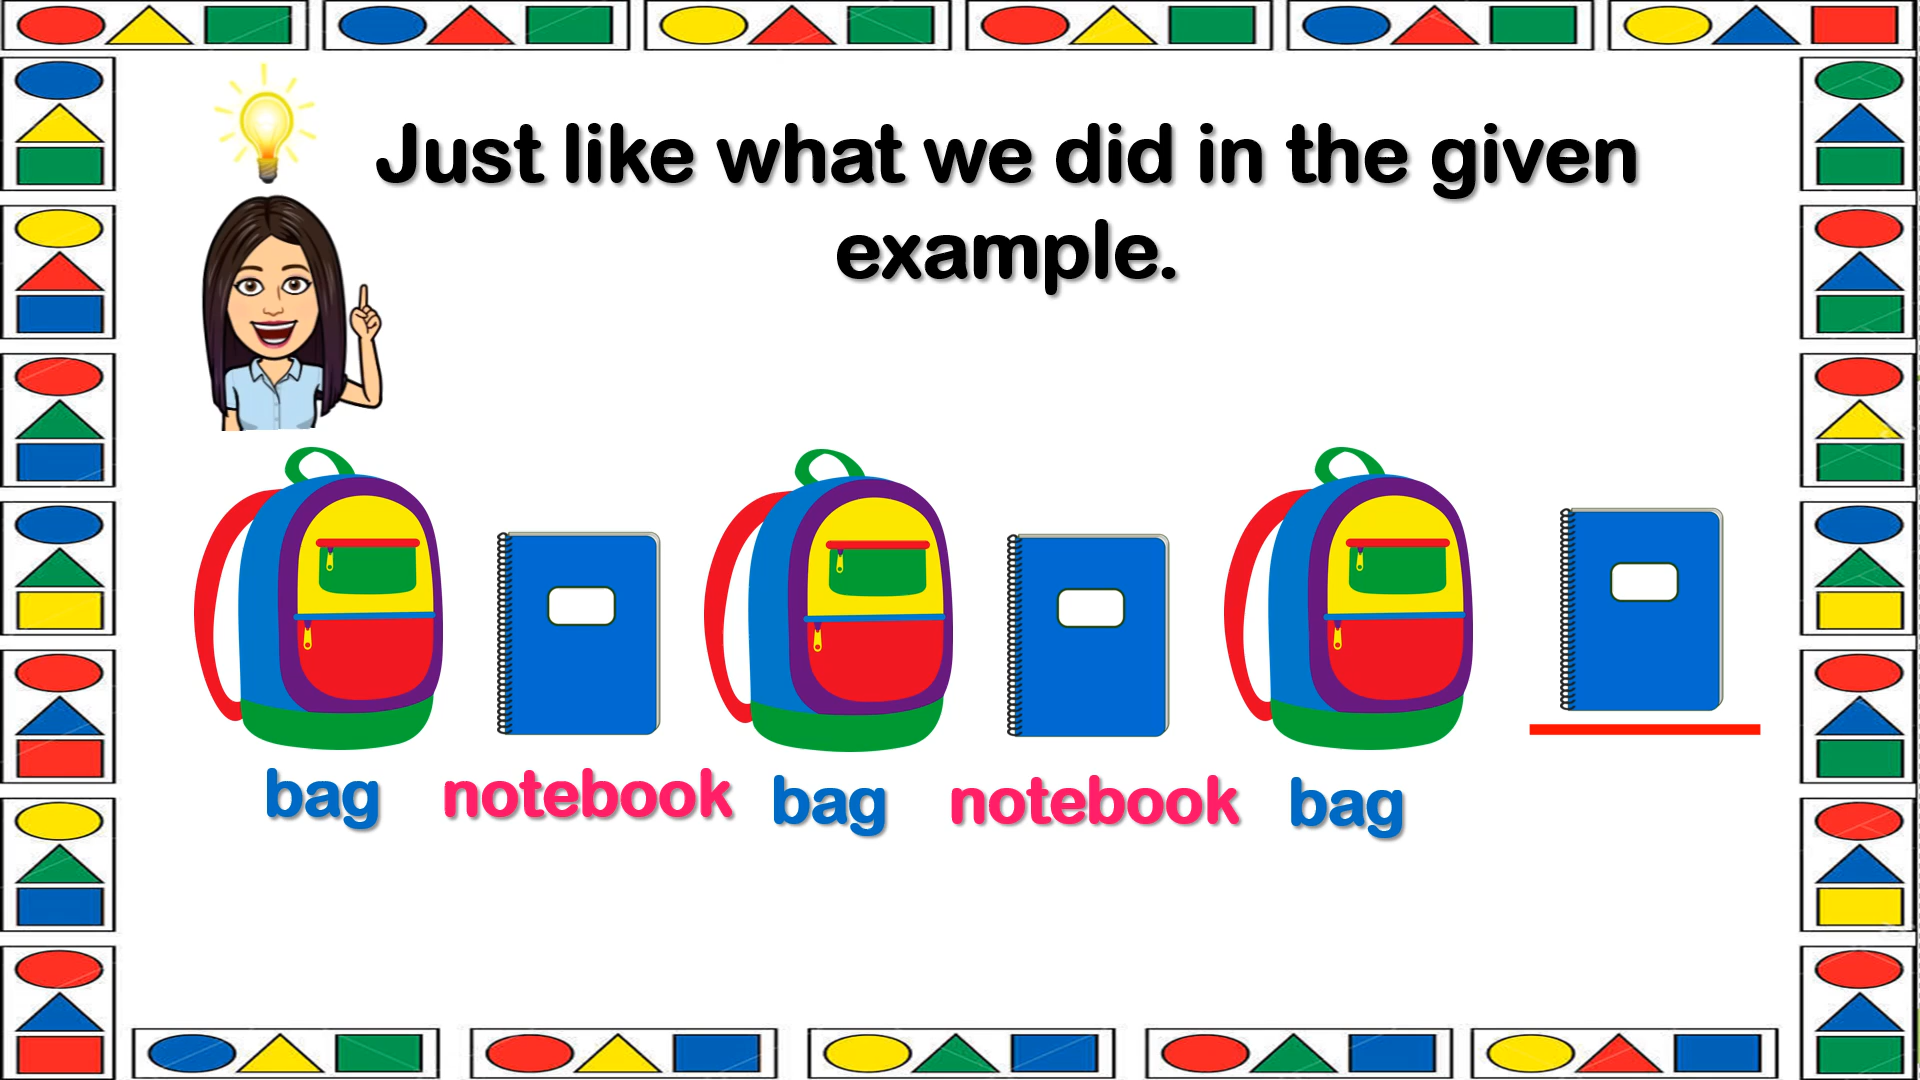 Just like what we did in the given
example.
bag notebook bag notebook bag